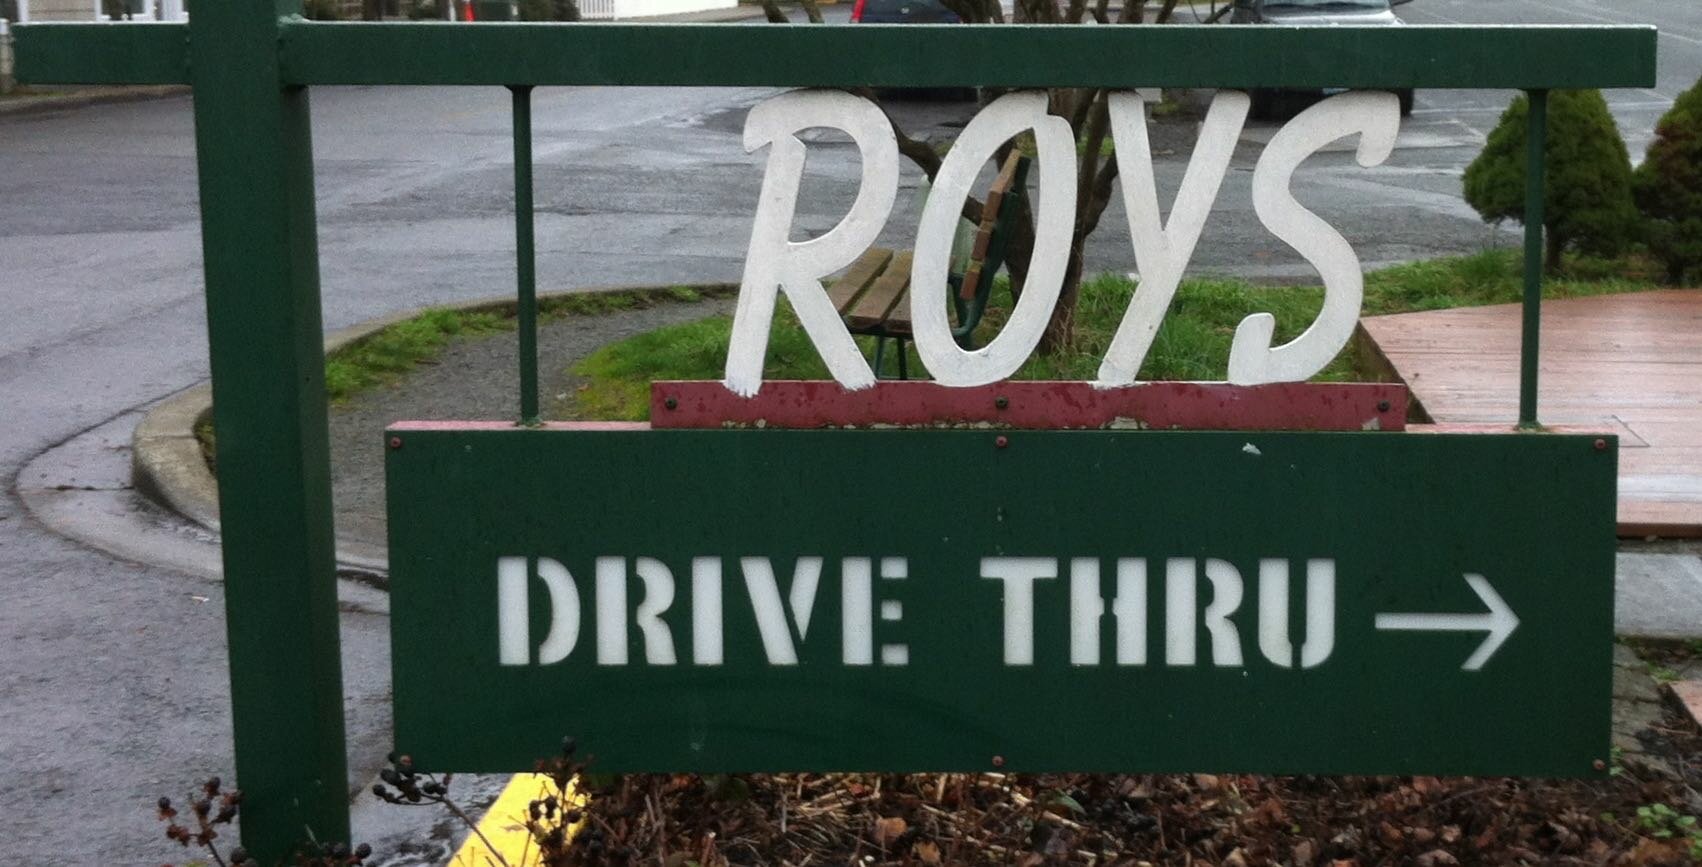 ROYS
DRIVE THRU →